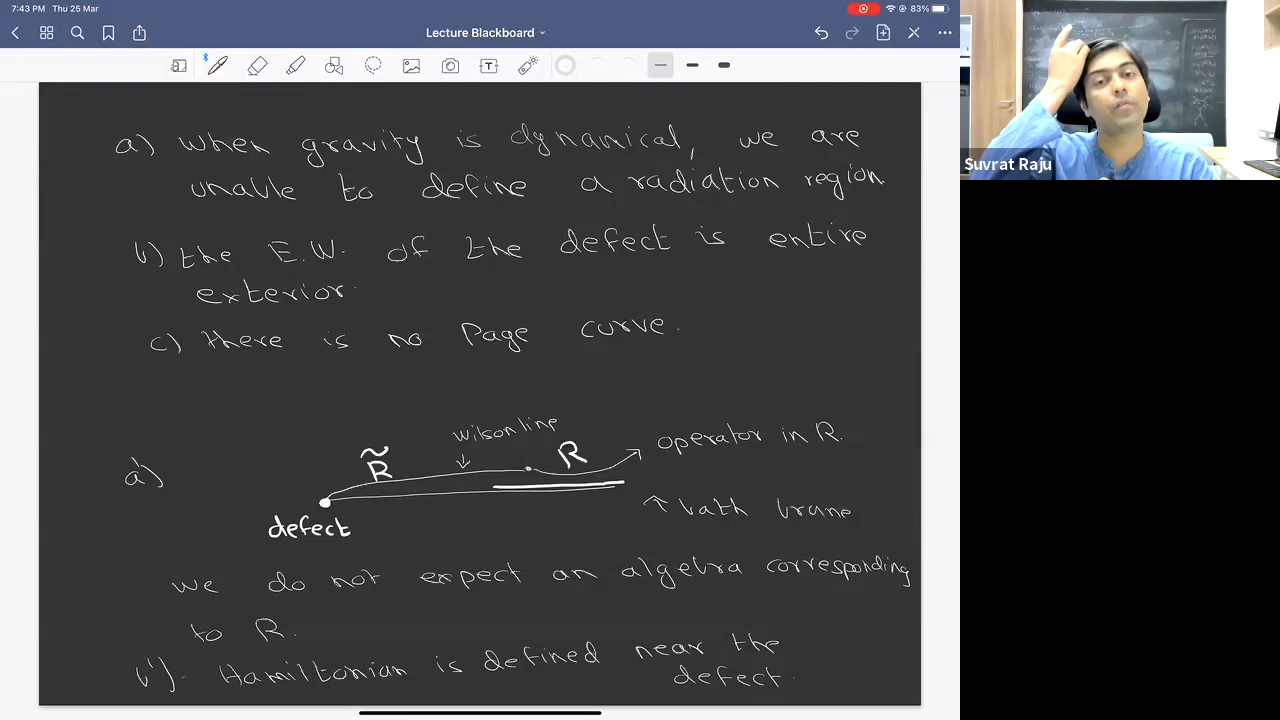 7:43 PM Thu 25 Mar
83%
Lecture Blackboard
Suvrat Raju
a) when gravity is dynamical, we are
unable to define a radiation region.
b) the E.W. of the defect is entire
exterior.
c) there is no Page curve.
wilson line
R̃
R
operator in R.
a')
defect
↑ bath brane
we do not expect an algebra corresponding
to R.
b'). Hamiltonian is defined near the
defect.